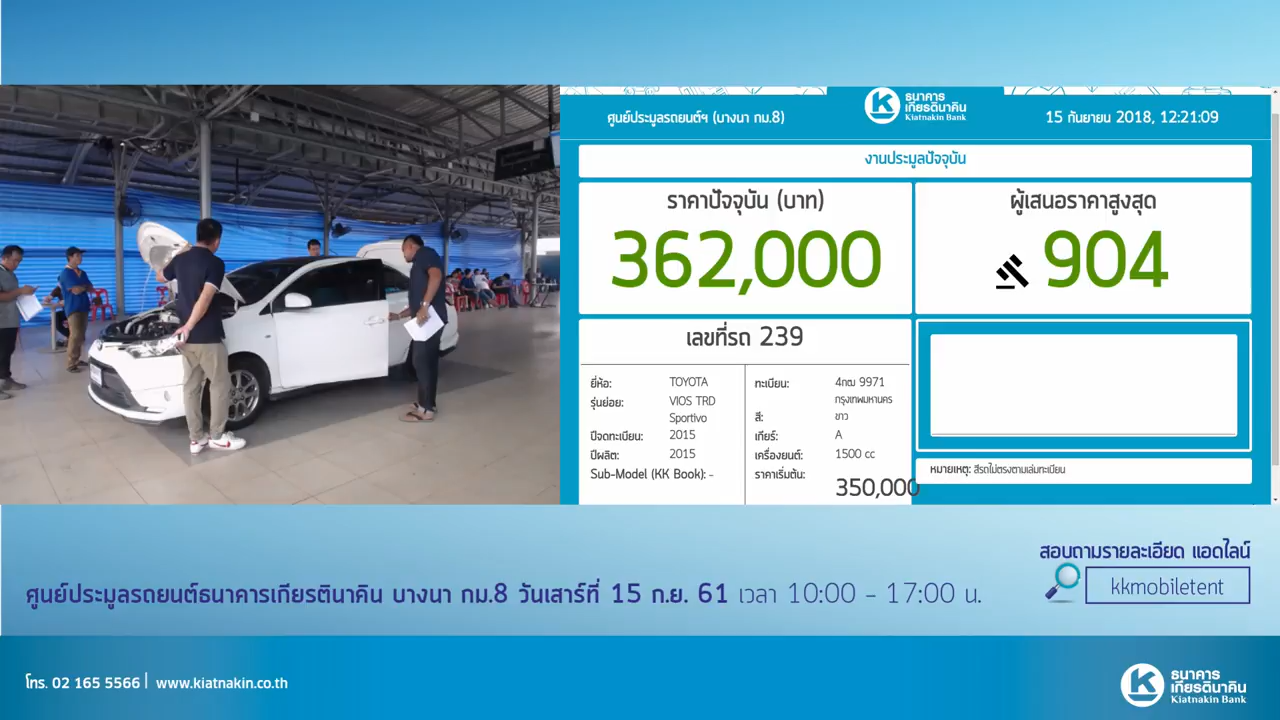 ศูนย์ประมูลรถยนต์ฯ (บางนา กม.8)
ธนาคาร
เกียรตินาคิน
Kiatnakin Bank
15 กันยายน 2018, 12:21:09
งานประมูลปัจจุบัน
ราคาปัจจุบัน (บาท)
362,000
ผู้เสนอราคาสูงสุด
904
เลขที่รถ 239
ยี่ห้อ: TOYOTA
รุ่นย่อย: VIOS TRD
Sportivo
ปีจดทะเบียน: 2015
ปีผลิต: 2015
Sub-Model (KK Book): -
ทะเบียน: 4กฒ 9971
กรุงเทพมหานคร
สี: ขาว
เกียร์: A
เครื่องยนต์: 1500 cc
ราคาเริ่มต้น: 350,000
หมายเหตุ: สีรถไม่ตรงตามเล่มทะเบียน
สอบถามรายละเอียด แอดไลน์
kkmobiletent
ศูนย์ประมูลรถยนต์ธนาคารเกียรตินาคิน บางนา กม.8 วันเสาร์ที่ 15 ก.ย. 61 เวลา 10:00 - 17:00 น.
โทร. 02 165 5566 | www.kiatnakin.co.th
ธนาคาร
เกียรตินาคิน
Kiatnakin Bank